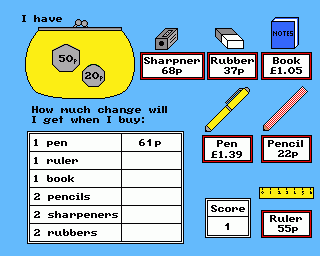 I have
50p
20p
NOTES
Sharpner
68p
Rubber
37p
Book
£1.05
How much change will
I get when I buy:
Pen
£1.39
Pencil
22p
1 pen 61p
1 ruler
1 book
2 pencils
2 sharpeners
2 rubbers
Score
1
Ruler
55p